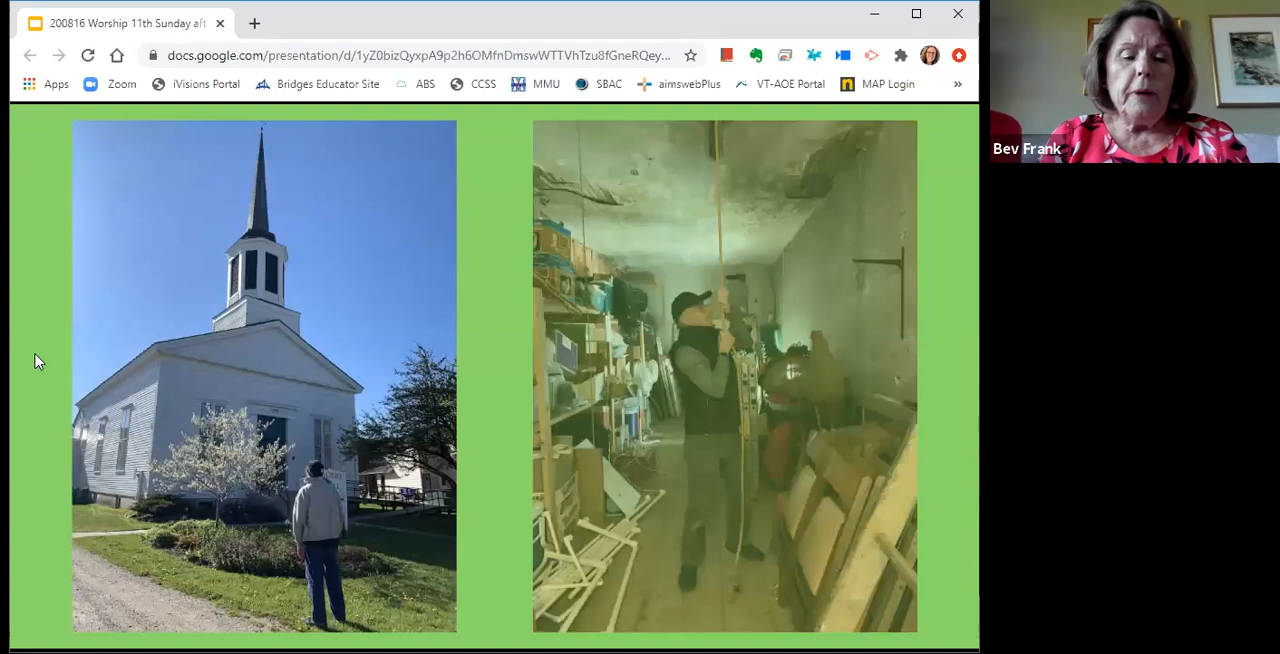 200816 Worship 11th Sunday aft
docs.google.com/presentation/d/1yZ0bizQyxpA9p2h6OMfnDmswWTTVhTzu8fGneRQey...
Apps Zoom iVisions Portal Bridges Educator Site ABS CCSS MMU SBAC aimswebPlus VT-AOE Portal MAP Login »
Bev Frank